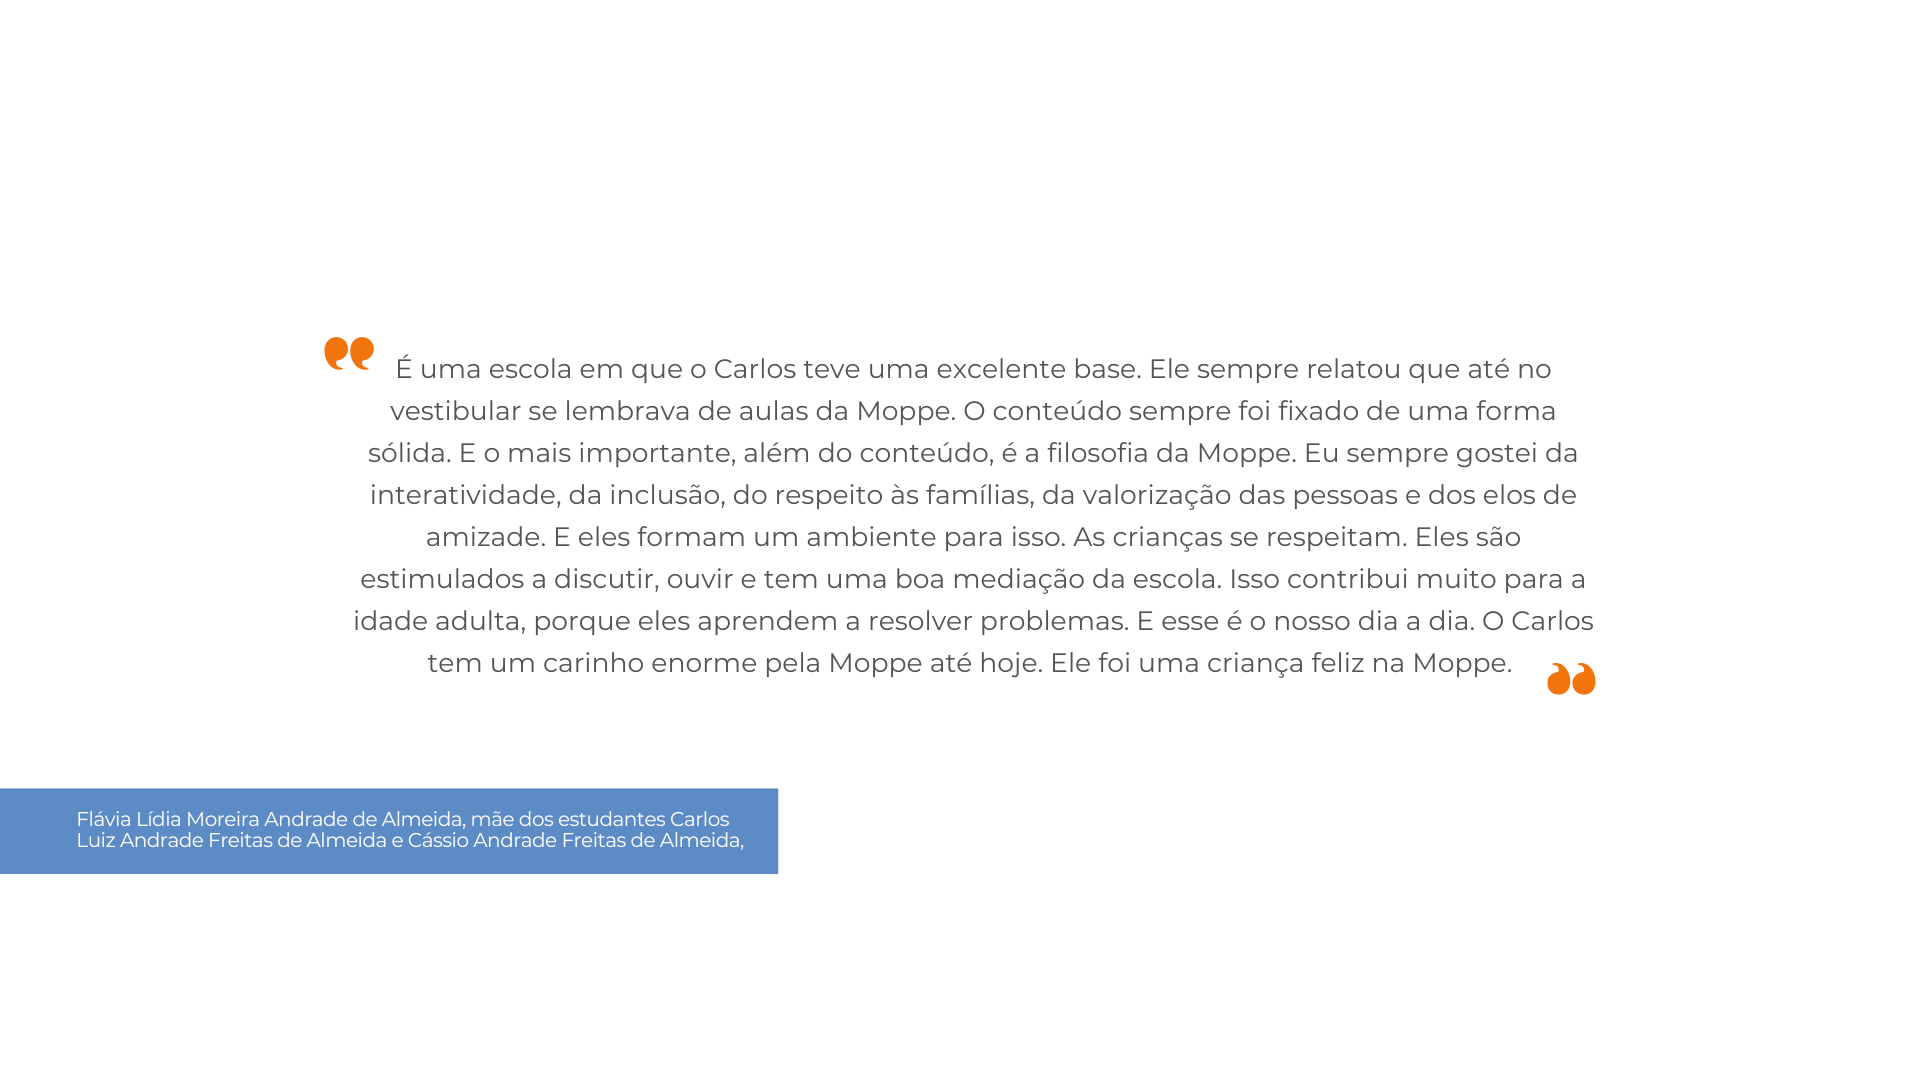 É uma escola em que o Carlos teve uma excelente base. Ele sempre relatou que até no
vestibular se lembrava de aulas da Moppe. O conteúdo sempre foi fixado de uma forma
sólida. E o mais importante, além do conteúdo, é a filosofia da Moppe. Eu sempre gostei da
interatividade, da inclusão, do respeito às famílias, da valorização das pessoas e dos elos de
amizade. E eles formam um ambiente para isso. As crianças se respeitam. Eles são
estimulados a discutir, ouvir e tem uma boa mediação da escola. Isso contribui muito para a
idade adulta, porque eles aprendem a resolver problemas. E esse é o nosso dia a dia. O Carlos
tem um carinho enorme pela Moppe até hoje. Ele foi uma criança feliz na Moppe.
Flávia Lídia Moreira Andrade de Almeida, mãe dos estudantes Carlos
Luiz Andrade Freitas de Almeida e Cássio Andrade Freitas de Almeida,